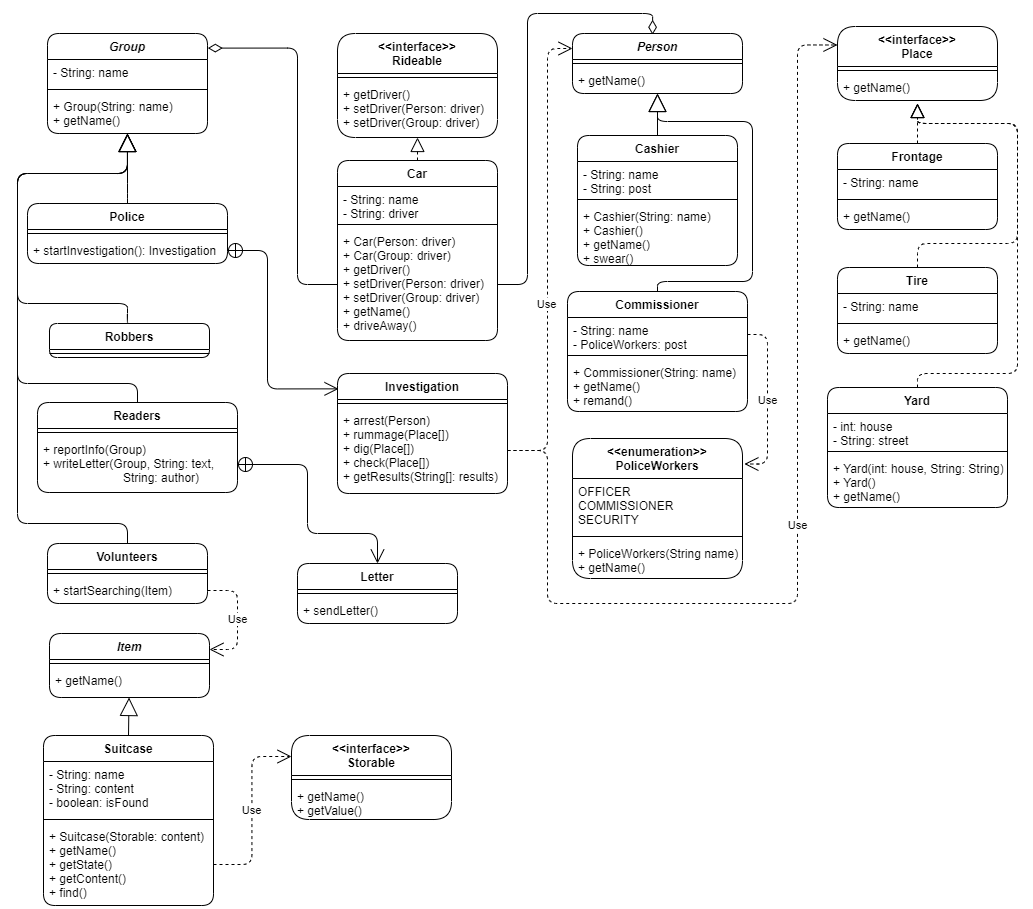 Group
- String: name
+ Group(String: name)
+ getName()
<<interface>>
Rideable
+ getDriver()
+ setDriver(Person: driver)
+ setDriver(Group: driver)
Person
+ getName()
<<interface>>
Place
+ getName()
Car
- String: name
- String: driver
+ Car(Person: driver)
+ Car(Group: driver)
+ getDriver()
+ setDriver(Person: driver)
+ setDriver(Group: driver)
+ getName()
+ driveAway()
Cashier
- String: name
- String: post
+ Cashier(String: name)
+ Cashier()
+ getName()
+ swear()
Frontage
- String: name
+ getName()
Police
+ startInvestigation(): Investigation
Tire
- String: name
+ getName()
Use
Commissioner
- String: name
- PoliceWorkers: post
+ Commissioner(String: name)
+ getName()
+ remand()
Robbers
Investigation
+ arrest(Person)
+ rummage(Place[])
+ dig(Place[])
+ check(Place[])
+ getResults(String[]: results)
Use
Yard
- int: house
- String: street
+ Yard(int: house, String: String)
+ Yard()
+ getName()
Readers
+ reportInfo(Group)
+ writeLetter(Group, String: text,
String: author)
<<enumeration>>
PoliceWorkers
OFFICER
COMMISSIONER
SECURITY
+ PoliceWorkers(String name)
+ getName()
Use
Volunteers
+ startSearching(Item)
Letter
+ sendLetter()
Use
Item
+ getName()
Suitcase
- String: name
- String: content
- boolean: isFound
+ Suitcase(Storable: content)
+ getName()
+ getState()
+ getContent()
+ find()
<<interface>>
Storable
+ getName()
+ getValue()
Use